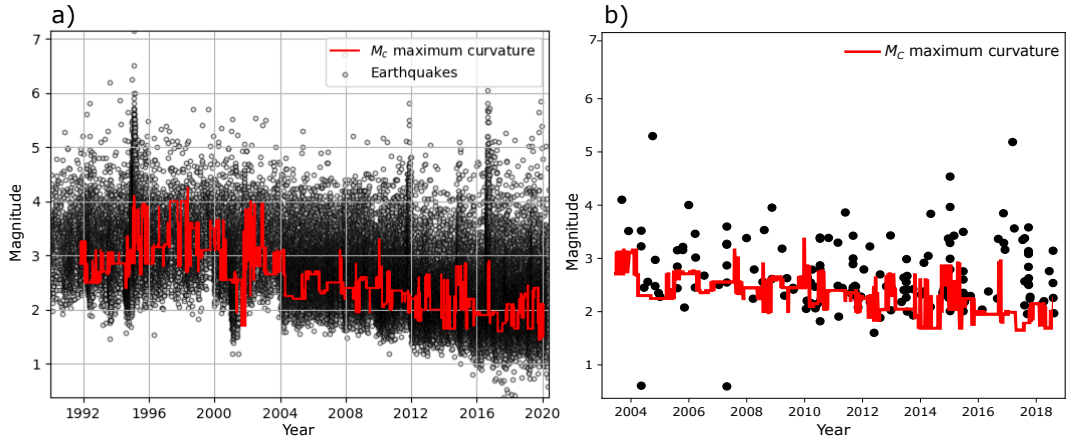 a)
7
6
5
4
3
2
1
Magnitude
M_C maximum curvature
Earthquakes
1992 1996 2000 2004 2008 2012 2016 2020
Year
b)
7
6
5
4
3
2
1
Magnitude
M_C maximum curvature
2004 2006 2008 2010 2012 2014 2016 2018
Year